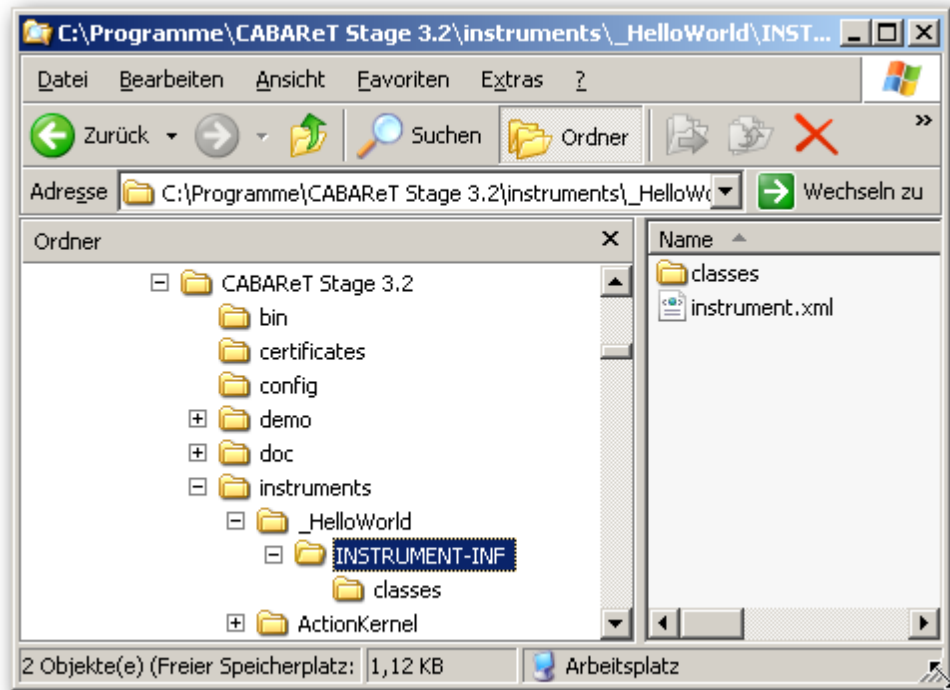 C:\Programme\CABAReT Stage 3.2\instruments\_HelloWorld\INST...
Datei Bearbeiten Ansicht Favoriten Extras ?
Zurück Suchen Ordner »
Adresse C:\Programme\CABAReT Stage 3.2\instruments\_HelloWo Wechseln zu
Ordner x Name
CABAReT Stage 3.2 classes
bin instrument.xml
certificates
config
demo
doc
instruments
_HelloWorld
INSTRUMENT-INF
classes
ActionKernel
2 Objekte(e) (Freier Speicherplatz: 1,12 KB Arbeitsplatz